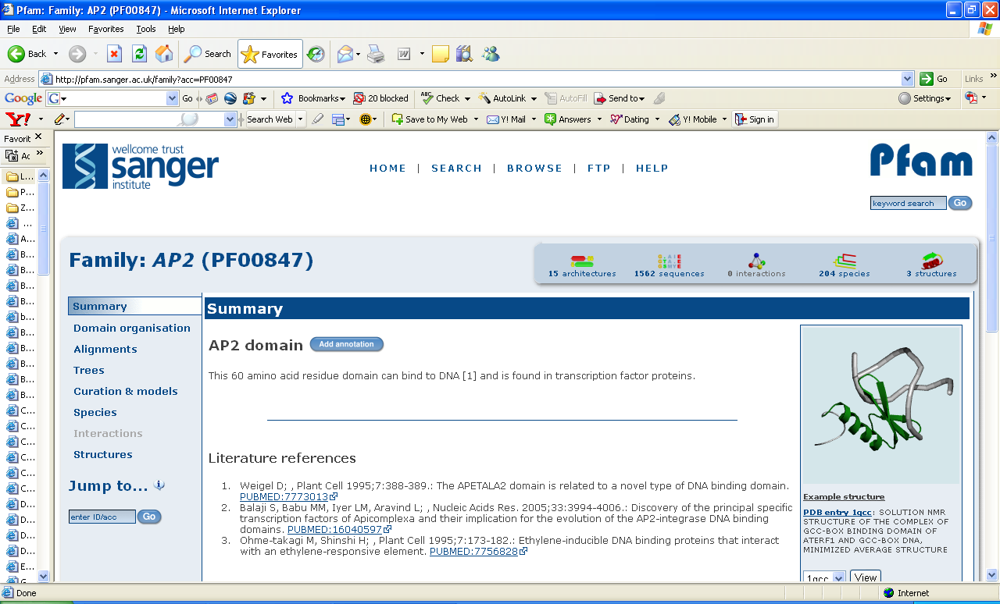 Pfam: Family: AP2 (PF00847) - Microsoft Internet Explorer
File Edit View Favorites Tools Help
Back Search Favorites
Address http://pfam.sanger.ac.uk/family?acc=PF00847 Go Links »
Google G Go Bookmarks 20 blocked ABC Check AutoLink AutoFill Send to Settings
Y! Search Web Save to My Web Y! Mail Answers Dating Y! Mobile Sign in
Favorit
Ac »
L...
P...
Z...
...
A...
B...
B...
B...
B...
b...
B...
B...
B...
B...
B...
C...
C...
C...
C...
C...
C...
D...
D...
D...
D...
E...
wellcome trust
sanger
institute
HOME | SEARCH | BROWSE | FTP | HELP
Pfam
keyword search Go
Family: AP2 (PF00847)
15 architectures 1562 sequences 0 interactions 204 species 3 structures
Summary
Domain organisation
Alignments
Trees
Curation & models
Species
Interactions
Structures
Jump to... i
enter ID/acc Go
Summary
AP2 domain Add annotation
This 60 amino acid residue domain can bind to DNA [1] and is found in transcription factor proteins.
Literature references
1. Weigel D; , Plant Cell 1995;7:388-389.: The APETALA2 domain is related to a novel type of DNA binding domain.
PUBMED:7773013
2. Balaji S, Babu MM, Iyer LM, Aravind L; , Nucleic Acids Res. 2005;33:3994-4006.: Discovery of the principal specific
transcription factors of Apicomplexa and their implication for the evolution of the AP2-integrase DNA binding
domains. PUBMED:16040597
3. Ohme-takagi M, Shinshi H; , Plant Cell 1995;7:173-182.: Ethylene-inducible DNA binding proteins that interact
with an ethylene-responsive element. PUBMED:7756828
Example structure
PDB entry 1gcc: SOLUTION NMR
STRUCTURE OF THE COMPLEX OF
GCC-BOX BINDING DOMAIN OF
ATERF1 AND GCC-BOX DNA,
MINIMIZED AVERAGE STRUCTURE
1gcc View
Done Internet